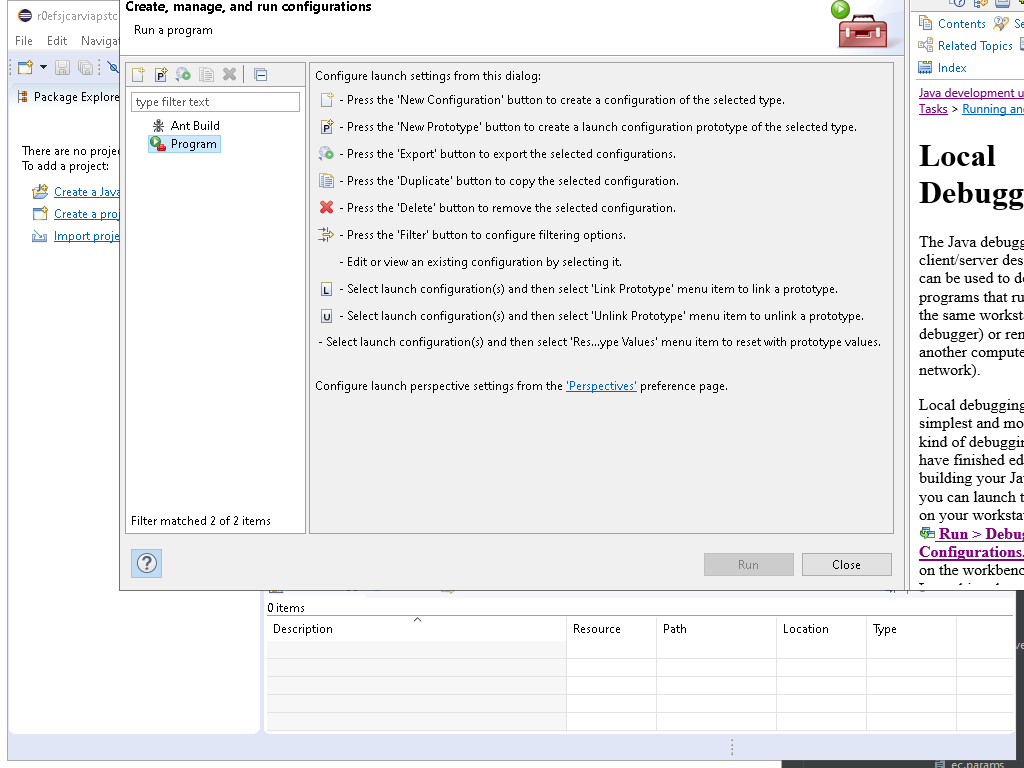 Create, manage, and run configurations
Run a program
r0efsjcarviapstc
File Edit Naviga
Package Explore
There are no projec
To add a project:
Create a Java
Create a proj
Import proje
type filter text
Ant Build
Program
Filter matched 2 of 2 items
Configure launch settings from this dialog:
- Press the 'New Configuration' button to create a configuration of the selected type.
P - Press the 'New Prototype' button to create a launch configuration prototype of the selected type.
- Press the 'Export' button to export the selected configurations.
- Press the 'Duplicate' button to copy the selected configuration.
- Press the 'Delete' button to remove the selected configuration.
- Press the 'Filter' button to configure filtering options.
- Edit or view an existing configuration by selecting it.
L - Select launch configuration(s) and then select 'Link Prototype' menu item to link a prototype.
U - Select launch configuration(s) and then select 'Unlink Prototype' menu item to unlink a prototype.
- Select launch configuration(s) and then select 'Res...ype Values' menu item to reset with prototype values.
Configure launch perspective settings from the 'Perspectives' preference page.
? Run Close
Contents Se
Related Topics
Index
Java development u
Tasks > Running and
Local
Debugg
The Java debugg
client/server des
can be used to de
programs that ru
the same worksta
debugger) or rem
another compute
network).
Local debugging
simplest and mo
kind of debuggin
have finished ed
building your Jav
you can launch t
on your worksta
Run > Debug
Configurations.
on the workbenc
0 items
Description Resource Path Location Type
ve
ec.params